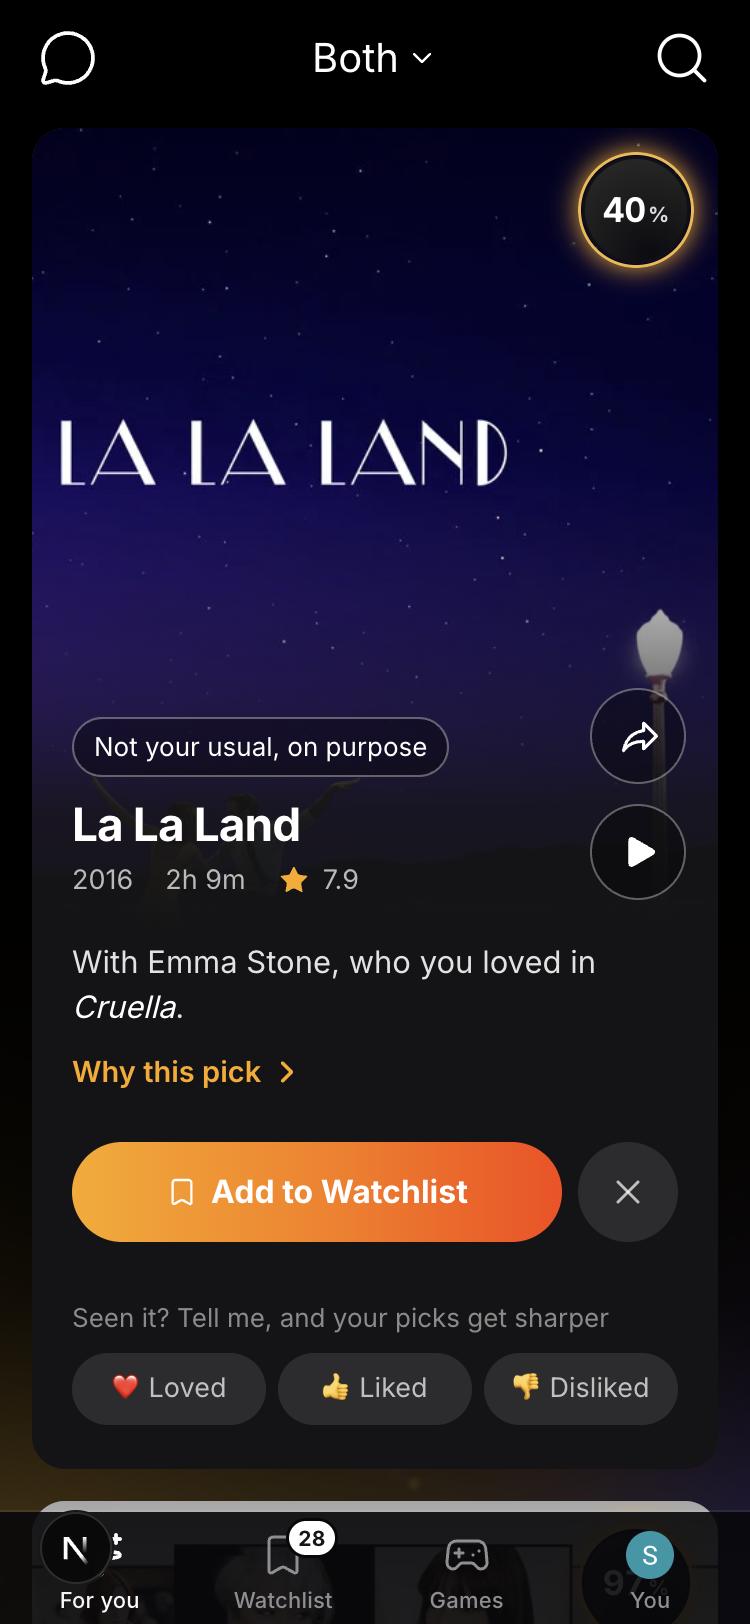 Both
40%
LA LA LAND
Not your usual, on purpose
La La Land
2016 2h 9m 7.9
With Emma Stone, who you loved in
Cruella.
Why this pick
Add to Watchlist
Seen it? Tell me, and your picks get sharper
❤️ Loved 👍 Liked 👎 Disliked
N 28 S
97%
For you Watchlist Games You